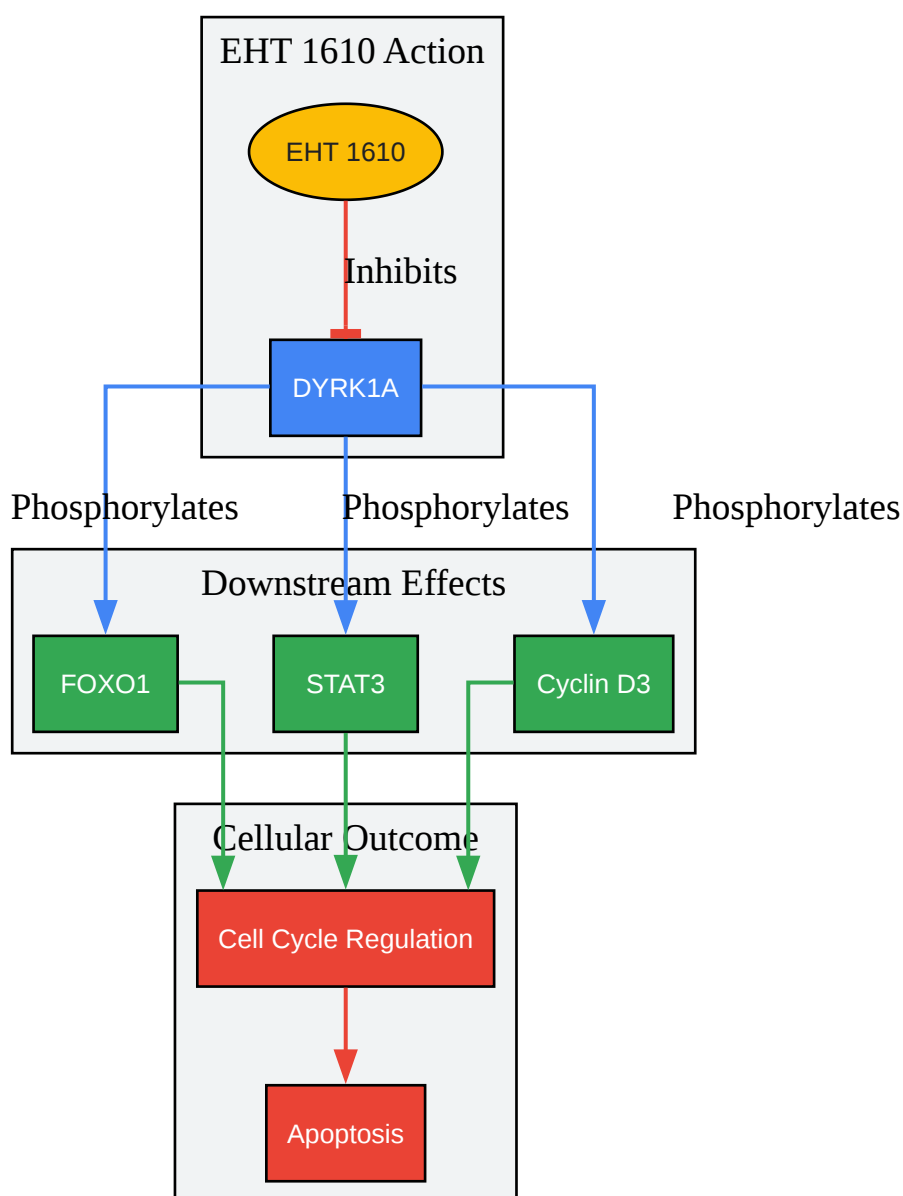 EHT 1610 Action
EHT 1610
Inhibits
DYRK1A
Phosphorylates
Phosphorylates
Phosphorylates
Downstream Effects
FOXO1
STAT3
Cyclin D3
Cellular Outcome
Cell Cycle Regulation
Apoptosis